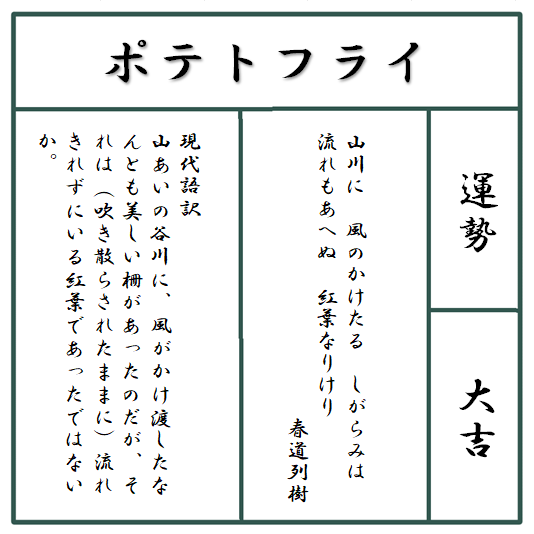 ポテトフライ
運勢
大吉
山川に　風のかけたる　しがらみは
流れもあへぬ　紅葉なりけり
春道列樹
現代語訳
山あいの谷川に、風がかけ渡したな
んとも美しい柵があったのだが、そ
れは（吹き散らされたままに）流れ
きれずにいる紅葉であったではない
か。